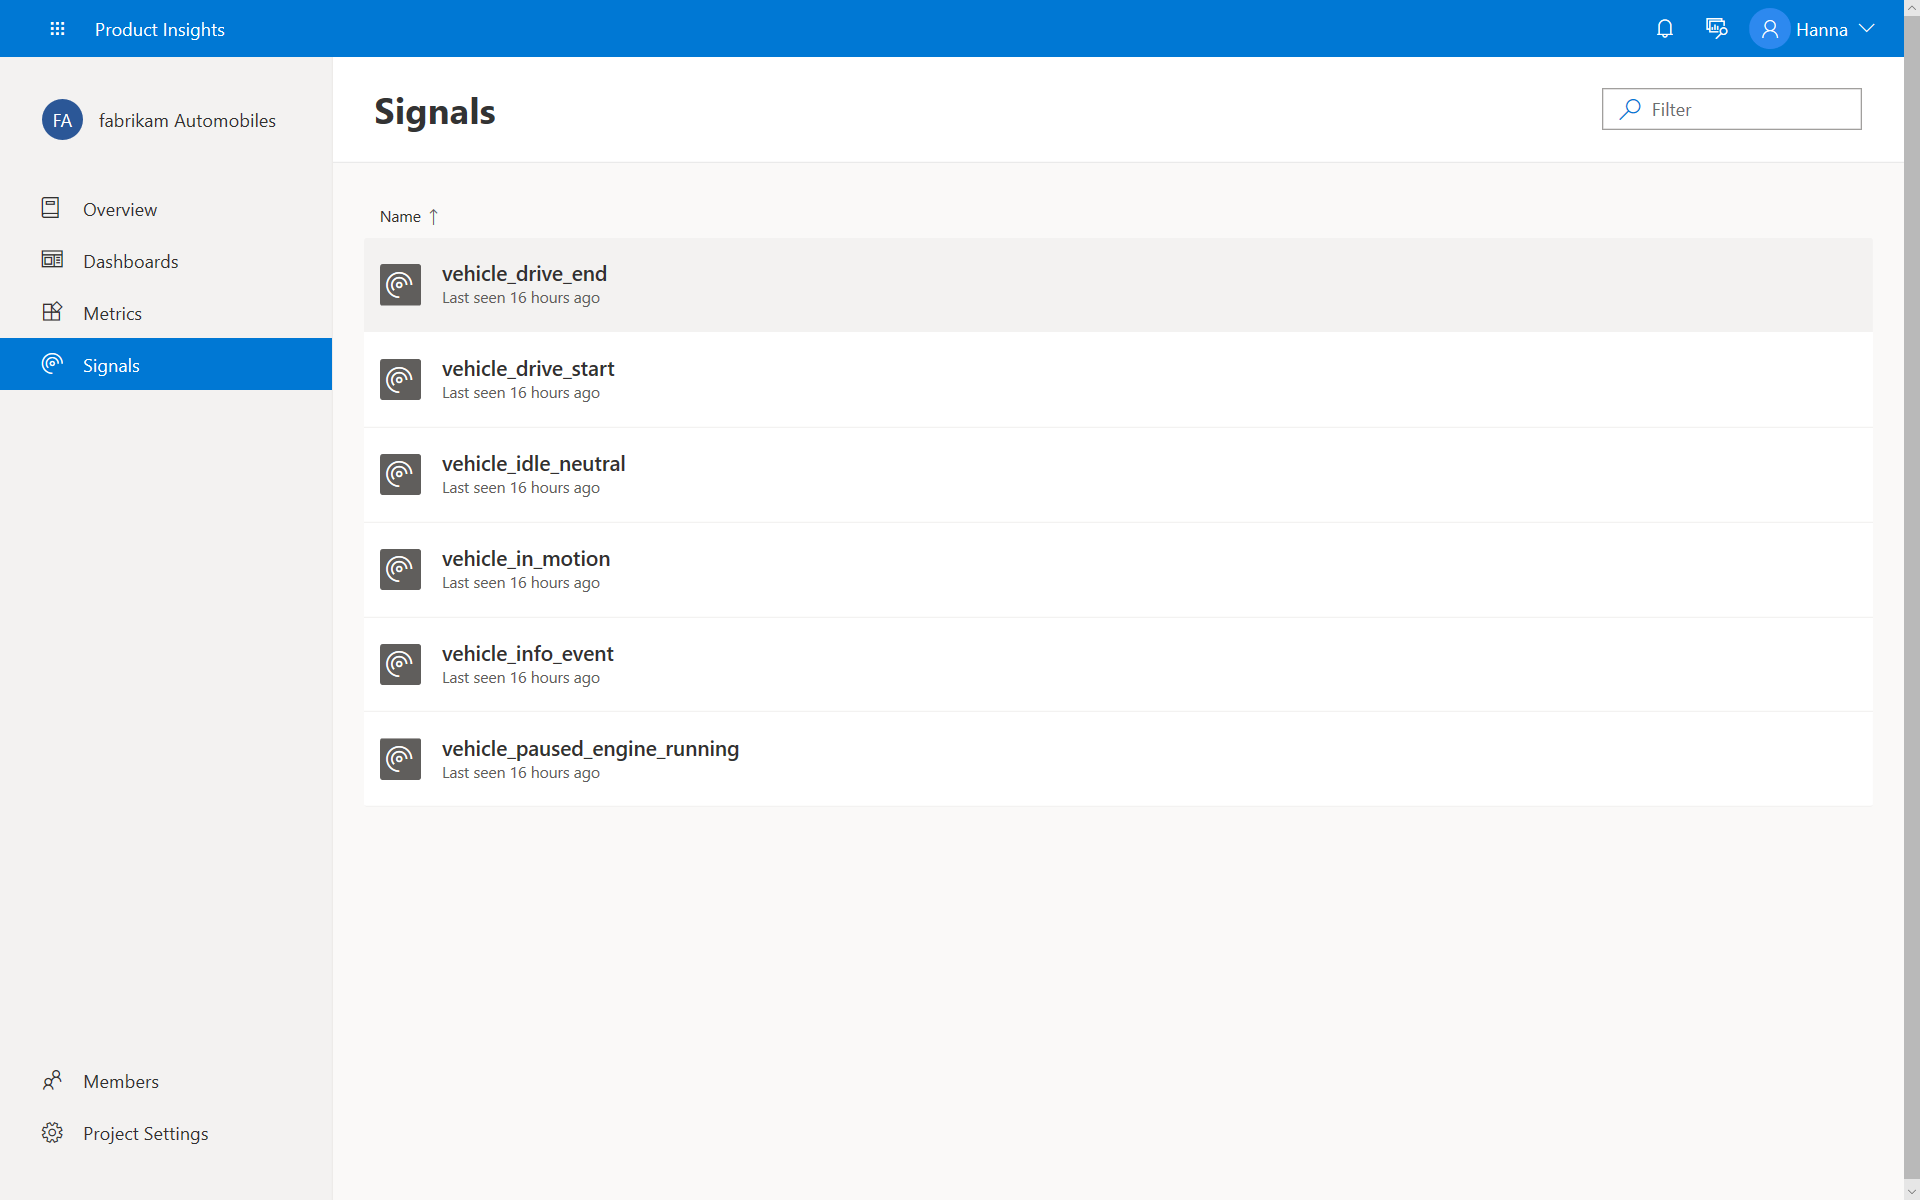 Product Insights
Hanna
FA
fabrikam Automobiles
Overview
Dashboards
Metrics
Signals
Members
Project Settings
Signals
Filter
Name
vehicle_drive_end
Last seen 16 hours ago
vehicle_drive_start
Last seen 16 hours ago
vehicle_idle_neutral
Last seen 16 hours ago
vehicle_in_motion
Last seen 16 hours ago
vehicle_info_event
Last seen 16 hours ago
vehicle_paused_engine_running
Last seen 16 hours ago